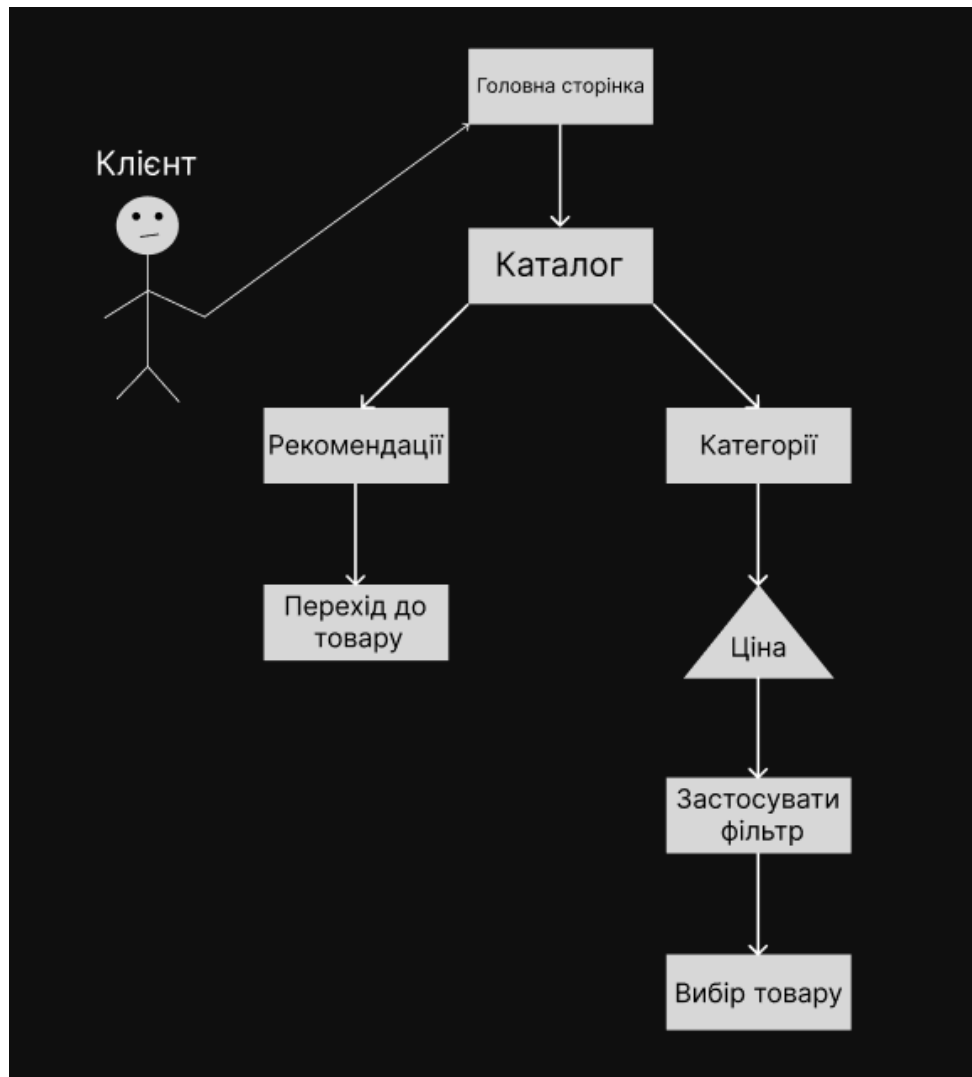 Головна сторінка
Клієнт
Каталог
Рекомендації
Категорії
Перехід до
товару
Ціна
Застосувати
фільтр
Вибір товару